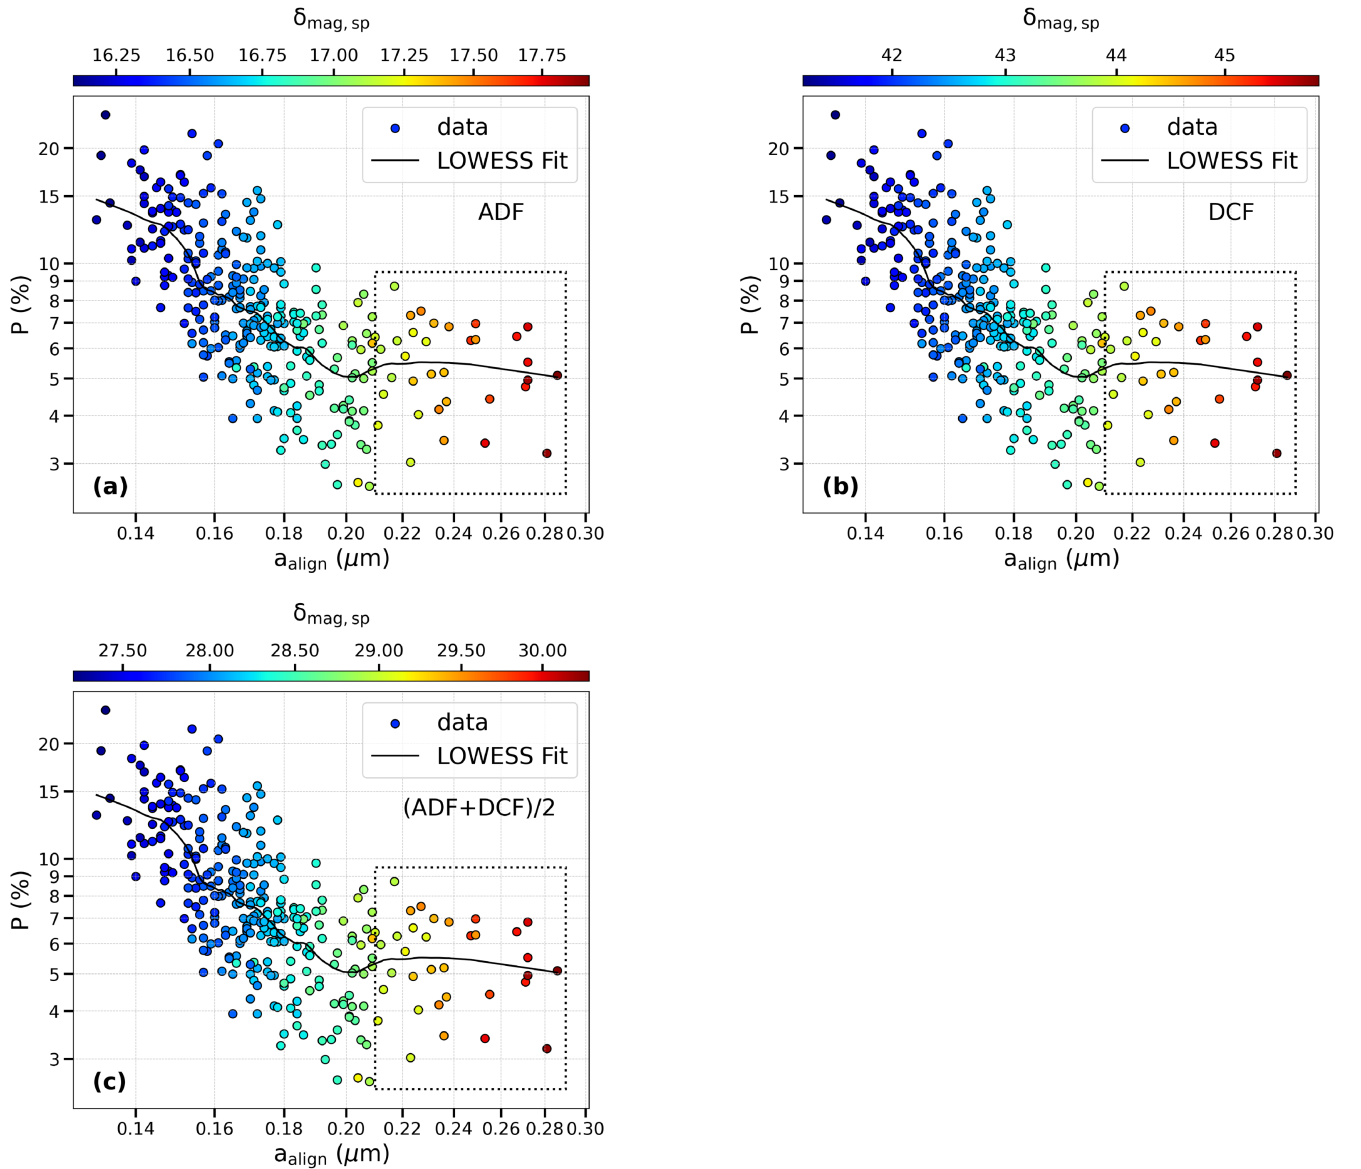 δmag, sp
16.25 16.50 16.75 17.00 17.25 17.50 17.75
data
LOWESS Fit
ADF
20
15
10
9
8
7
6
5
4
3
P (%)
(a)
0.14 0.16 0.18 0.20 0.22 0.24 0.26 0.28 0.30
aalign (μm)
δmag, sp
42 43 44 45
data
LOWESS Fit
DCF
20
15
10
9
8
7
6
5
4
3
P (%)
(b)
0.14 0.16 0.18 0.20 0.22 0.24 0.26 0.28 0.30
aalign (μm)
δmag, sp
27.50 28.00 28.50 29.00 29.50 30.00
data
LOWESS Fit
(ADF+DCF)/2
20
15
10
9
8
7
6
5
4
3
P (%)
(c)
0.14 0.16 0.18 0.20 0.22 0.24 0.26 0.28 0.30
aalign (μm)